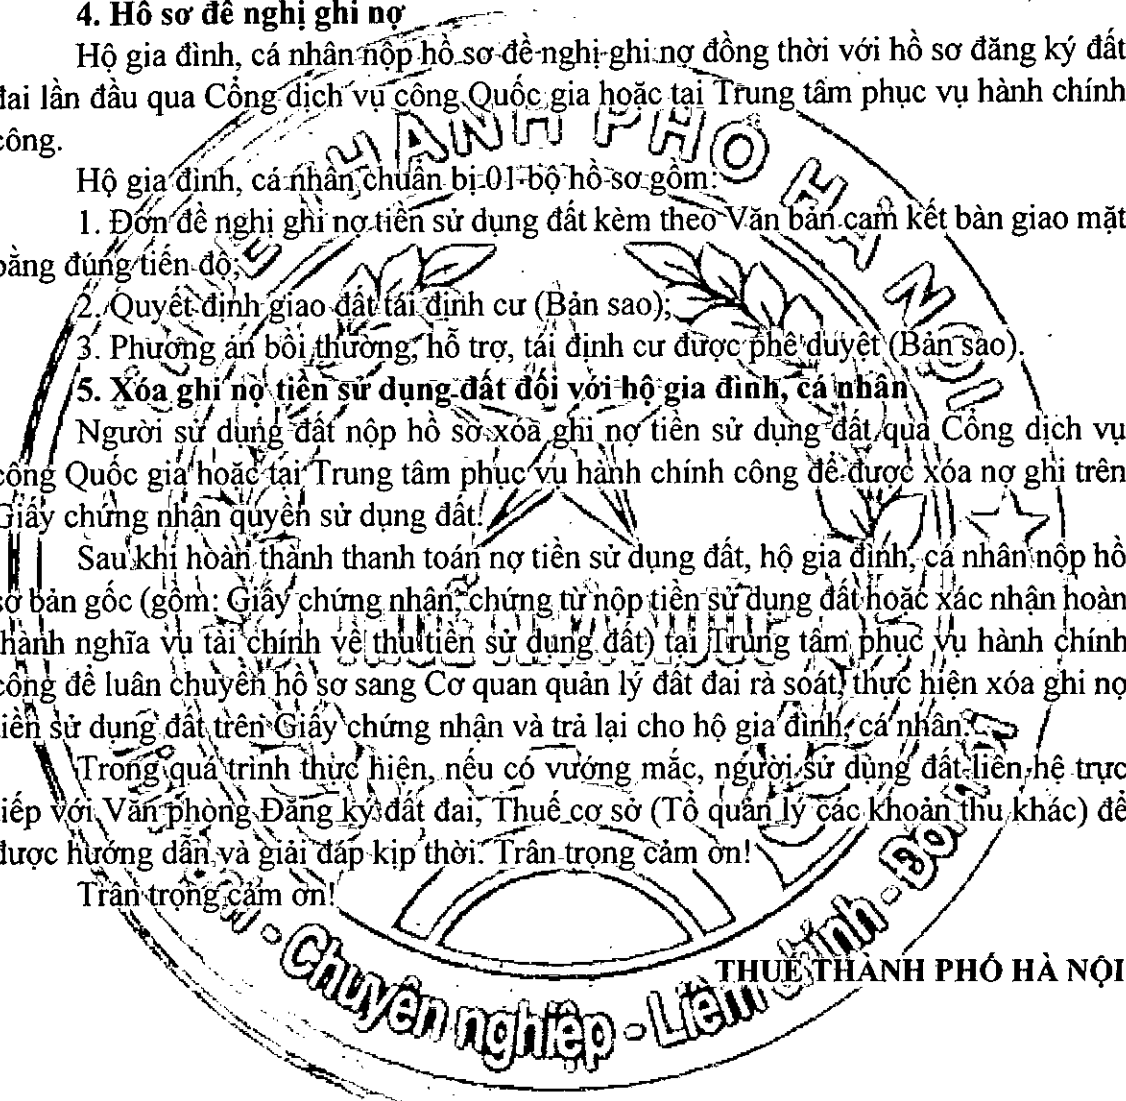 4. Hồ sơ đề nghị ghi nợ
Hộ gia đình, cá nhân nộp hồ sơ đề nghị ghi nợ đồng thời với hồ sơ đăng ký đất
đai lần đầu qua Cổng dịch vụ công Quốc gia hoặc tại Trung tâm phục vụ hành chính
công.
Hộ gia đình, cá nhân chuẩn bị 01 bộ hồ sơ gồm:
1. Đơn đề nghị ghi nợ tiền sử dụng đất kèm theo Văn bản cam kết bàn giao mặt
bằng đúng tiến độ;
2. Quyết định giao đất tái định cư (Bản sao);
3. Phương án bồi thường, hỗ trợ, tái định cư được phê duyệt (Bản sao).
5. Xóa ghi nợ tiền sử dụng đất đối với hộ gia đình, cá nhân
Người sử dụng đất nộp hồ sơ xóa ghi nợ tiền sử dụng đất qua Cổng dịch vụ
công Quốc gia hoặc tại Trung tâm phục vụ hành chính công để được xóa nợ ghi trên
Giấy chứng nhận quyền sử dụng đất.
Sau khi hoàn thành thanh toán nợ tiền sử dụng đất, hộ gia đình, cá nhân nộp hồ
sơ bản gốc (gồm: Giấy chứng nhận, chứng từ nộp tiền sử dụng đất hoặc xác nhận hoàn
thành nghĩa vụ tài chính về thu tiền sử dụng đất) tại Trung tâm phục vụ hành chính
công để luân chuyển hồ sơ sang Cơ quan quản lý đất đai rà soát, thực hiện xóa ghi nợ
tiền sử dụng đất trên Giấy chứng nhận và trả lại cho hộ gia đình, cá nhân.
Trong quá trình thực hiện, nếu có vướng mắc, người sử dụng đất liên hệ trực
tiếp với Văn phòng Đăng ký đất đai, Thuế cơ sở (Tổ quản lý các khoản thu khác) để
được hướng dẫn và giải đáp kịp thời. Trân trọng cảm ơn!
Trân trọng cảm ơn!
THUẾ THÀNH PHỐ HÀ NỘI
THÀNH PHỐ HÀ NỘI
- Chuyên nghiệp - Liêm chính -